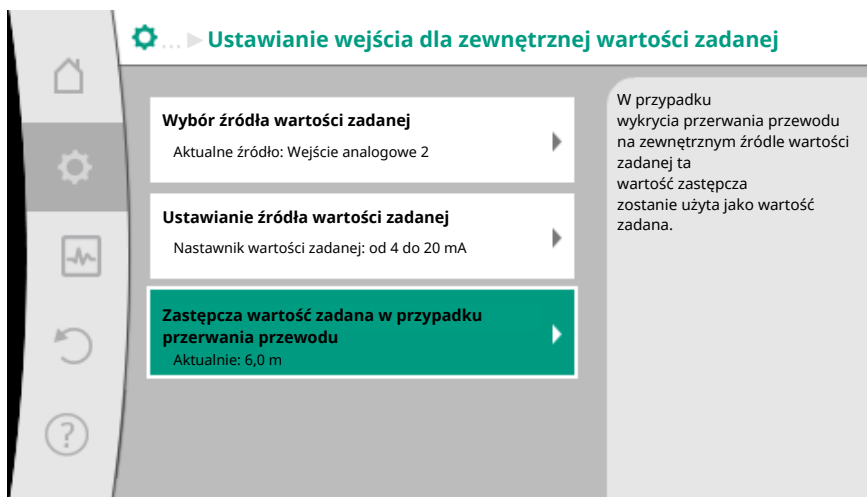 ... Ustawianie wejścia dla zewnętrznej wartości zadanej
Wybór źródła wartości zadanej
Aktualne źródło: Wejście analogowe 2
Ustawianie źródła wartości zadanej
Nastawnik wartości zadanej: od 4 do 20 mA
Zastępcza wartość zadana w przypadku
przerwania przewodu
Aktualnie: 6,0 m
W przypadku
wykrycia przerwania przewodu
na zewnętrznym źródle wartości
zadanej ta
wartość zastępcza
zostanie użyta jako wartość
zadana.
?